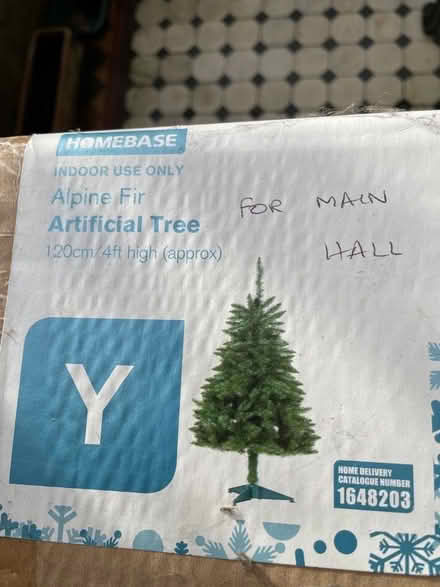 HOMEBASE
INDOOR USE ONLY
Alpine Fir
Artificial Tree
120cm/4ft high (approx)
FOR MAIN
HALL
Y
HOME DELIVERY
CATALOGUE NUMBER
1648203